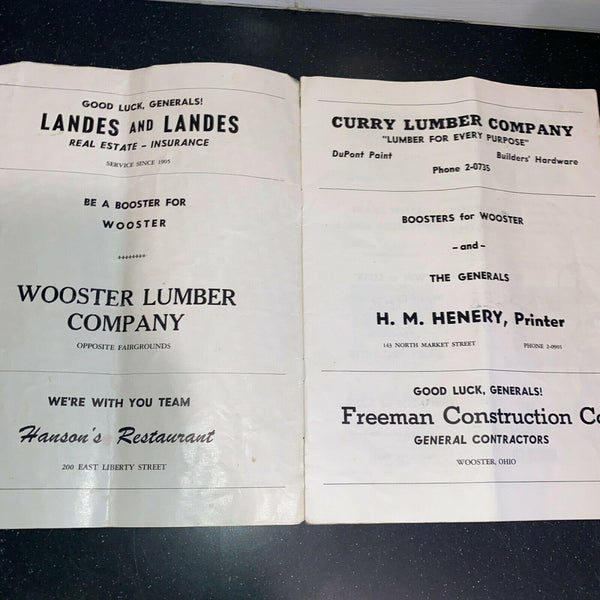 GOOD LUCK, GENERALS!
LANDES AND LANDES
REAL ESTATE - INSURANCE
SERVICE SINCE 1905
BE A BOOSTER FOR
WOOSTER
********
WOOSTER LUMBER
COMPANY
OPPOSITE FAIRGROUNDS
WE'RE WITH YOU TEAM
Hanson's Restaurant
200 EAST LIBERTY STREET
CURRY LUMBER COMPANY
"LUMBER FOR EVERY PURPOSE"
DuPont Paint Builders' Hardware
Phone 2-0735
BOOSTERS for WOOSTER
-and-
THE GENERALS
H. M. HENERY, Printer
143 NORTH MARKET STREET PHONE 2-0901
GOOD LUCK, GENERALS!
Freeman Construction Co
GENERAL CONTRACTORS
WOOSTER, OHIO